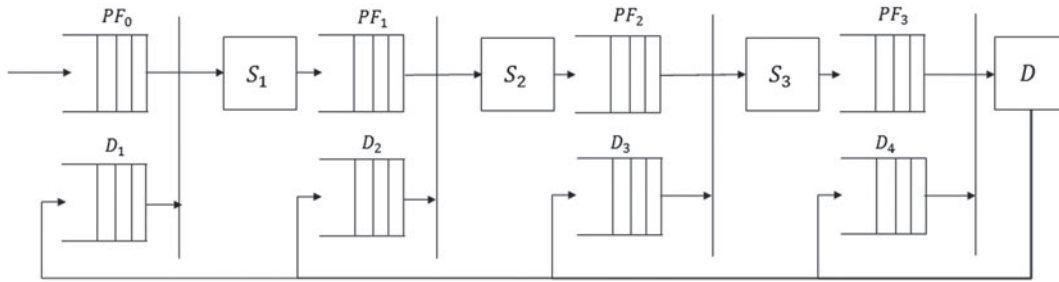 PF₀ PF₁ PF₂ PF₃
S₁ S₂ S₃ D
D₁ D₂ D₃ D₄